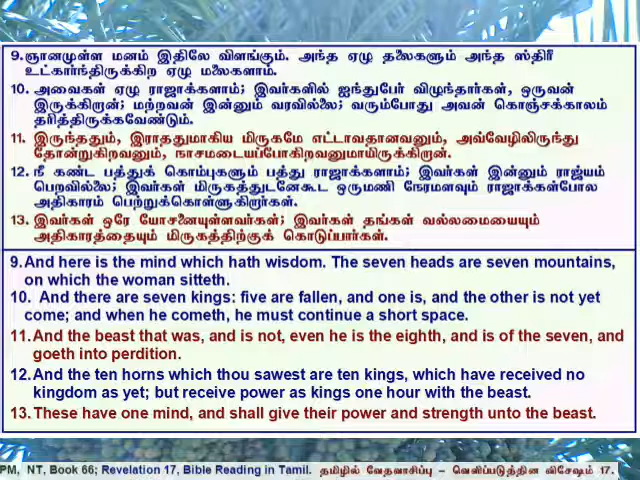 9.ஞானமுள்ள மனம் இதிலே விளங்கும். அந்த ஏழு தலைகளும் அந்த ஸ்திரீ
உட்கார்ந்திருக்கிற ஏழு மலைகளாம்.
10. அவைகள் ஏழு ராஜாக்களாம்; இவர்களில் ஐந்துபேர் விழுந்தார்கள், ஒருவன்
இருக்கிறான்; மற்றவன் இன்னும் வரவில்லை; வரும்போது அவன் கொஞ்சக்காலம்
தரித்திருக்கவேண்டும்.
11. இருந்ததும், இராததுமாகிய மிருகமே எட்டாவதானவனும், அவ்வேழிலிருந்து
தோன்றுகிறவனும், நாசமடையப்போகிறவனுமாயிருக்கிறான்.
12. நீ கண்ட பத்துக் கொம்புகளும் பத்து ராஜாக்களாம்; இவர்கள் இன்னும் ராஜ்யம்
பெறவில்லை; இவர்கள் மிருகத்துடனேகூட ஒருமணி நேரமளவும் ராஜாக்கள்போல
அதிகாரம் பெற்றுக்கொள்ளுகிறார்கள்.
13. இவர்கள் ஒரே யோசனையுள்ளவர்கள்; இவர்கள் தங்கள் வல்லமையையும்
அதிகாரத்தையும் மிருகத்திற்குக் கொடுப்பார்கள்.
9.And here is the mind which hath wisdom. The seven heads are seven mountains,
on which the woman sitteth.
10. And there are seven kings: five are fallen, and one is, and the other is not yet
come; and when he cometh, he must continue a short space.
11.And the beast that was, and is not, even he is the eighth, and is of the seven, and
goeth into perdition.
12.And the ten horns which thou sawest are ten kings, which have received no
kingdom as yet; but receive power as kings one hour with the beast.
13.These have one mind, and shall give their power and strength unto the beast.
PM, NT, Book 66; Revelation 17, Bible Reading in Tamil. தமிழில் வேதவாசிப்பு – வெளிப்படுத்தின விசேஷம் 17.